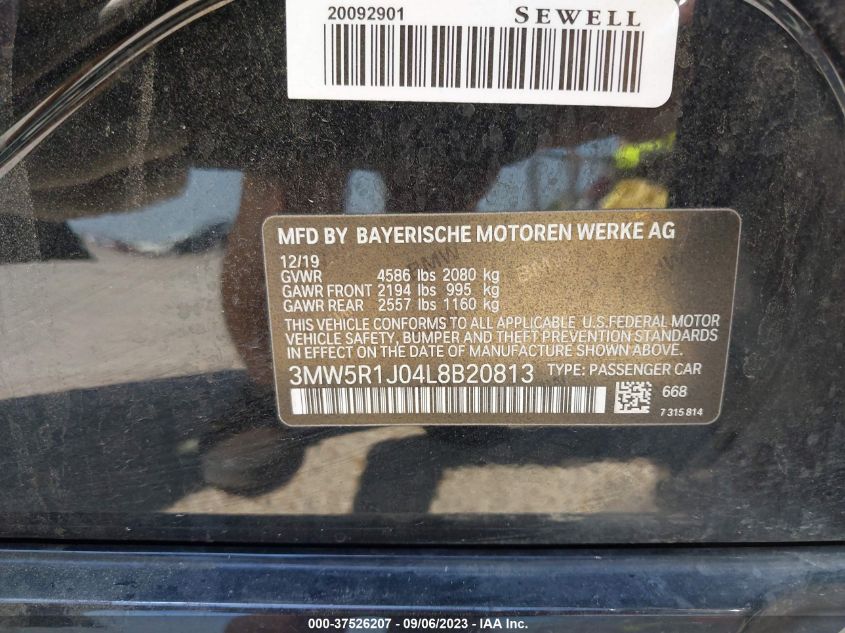 20092901 SEWELL
MFD BY BAYERISCHE MOTOREN WERKE AG
12/19
GVWR 4586 lbs 2080 kg
GAWR FRONT 2194 lbs 995 kg
GAWR REAR 2557 lbs 1160 kg
THIS VEHICLE CONFORMS TO ALL APPLICABLE U.S.FEDERAL MOTOR
VEHICLE SAFETY, BUMPER AND THEFT PREVENTION STANDARDS
IN EFFECT ON THE DATE OF MANUFACTURE SHOWN ABOVE.
3MW5R1J04L8B20813 TYPE: PASSENGER CAR
668
7 315 814
000-37526207 - 09/06/2023 - IAA Inc.